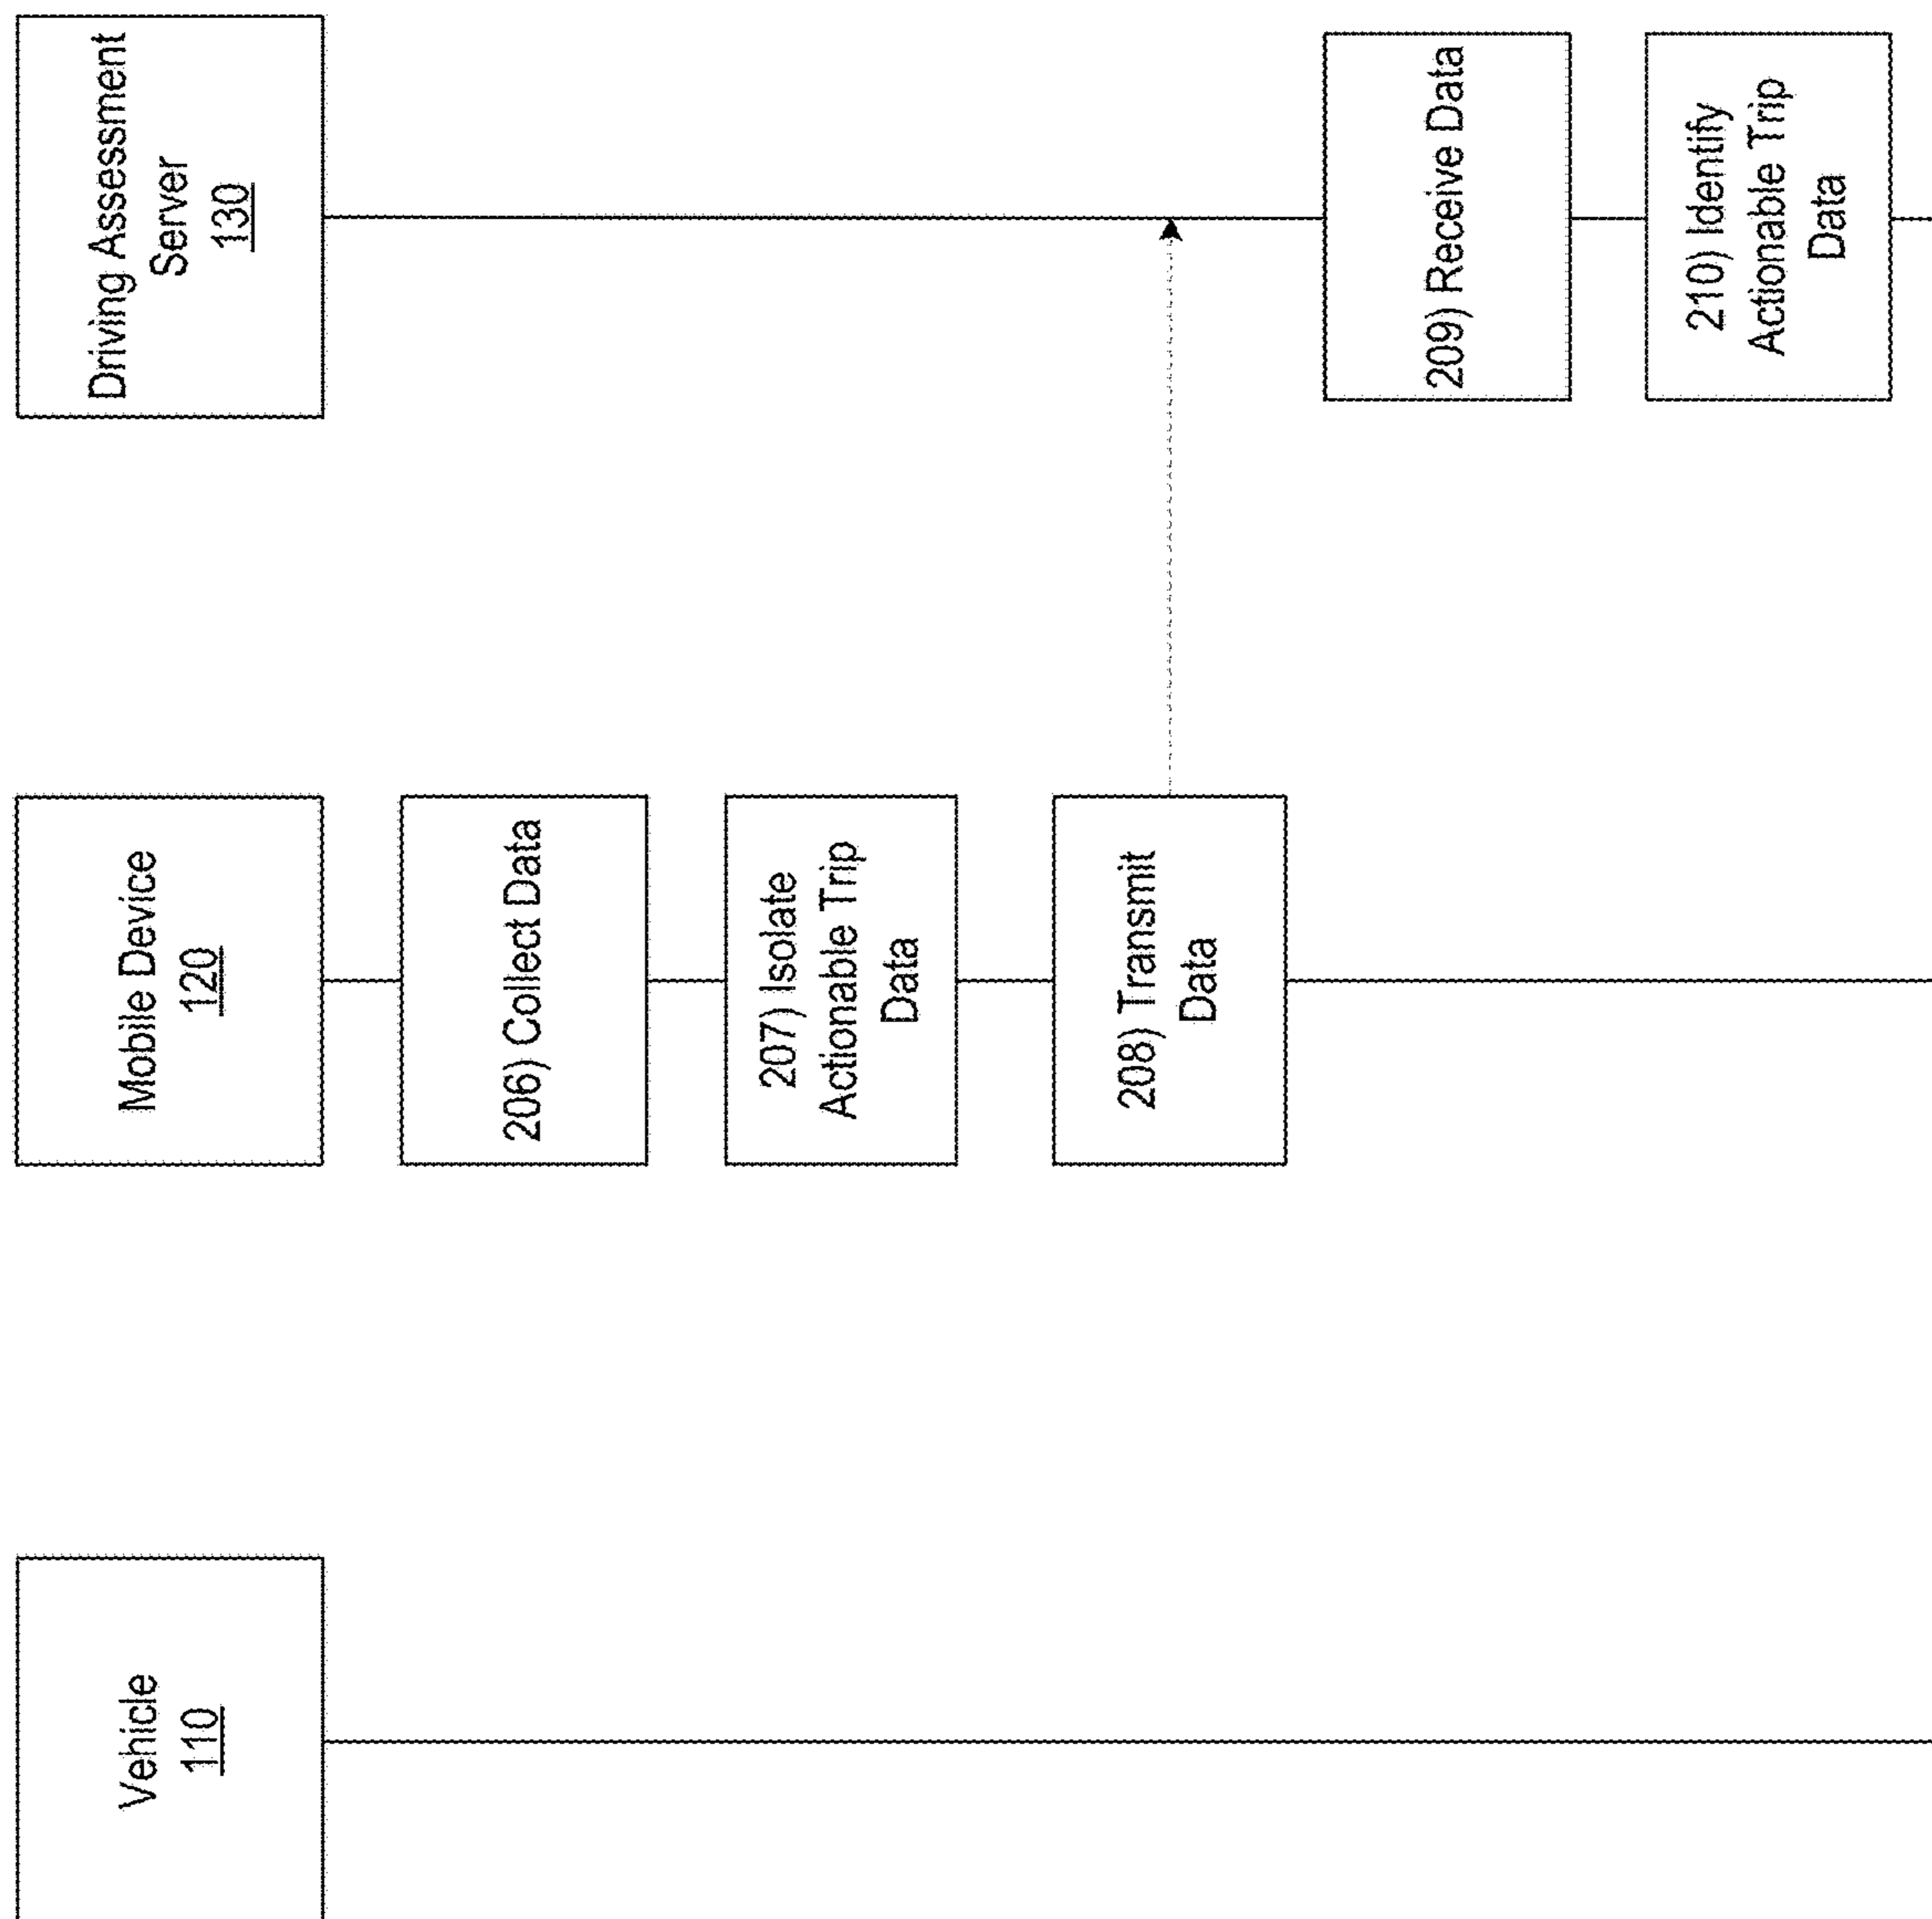 Vehicle
110
Mobile Device
120
Driving Assessment
Server
130
206) Collect Data
207) Isolate
Actionable Trip
Data
208) Transmit
Data
209) Receive Data
210) Identify
Actionable Trip
Data